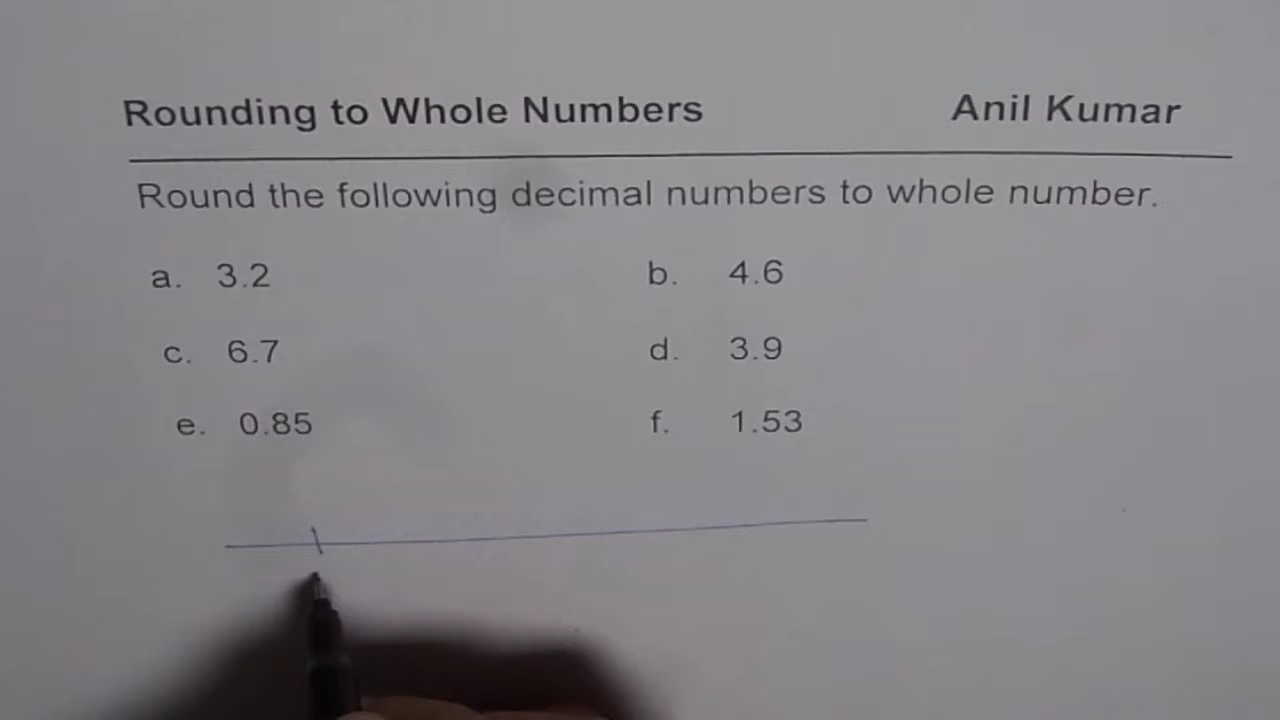 Rounding to Whole Numbers Anil Kumar
Round the following decimal numbers to whole number.
a. 3.2 b. 4.6
c. 6.7 d. 3.9
e. 0.85 f. 1.53